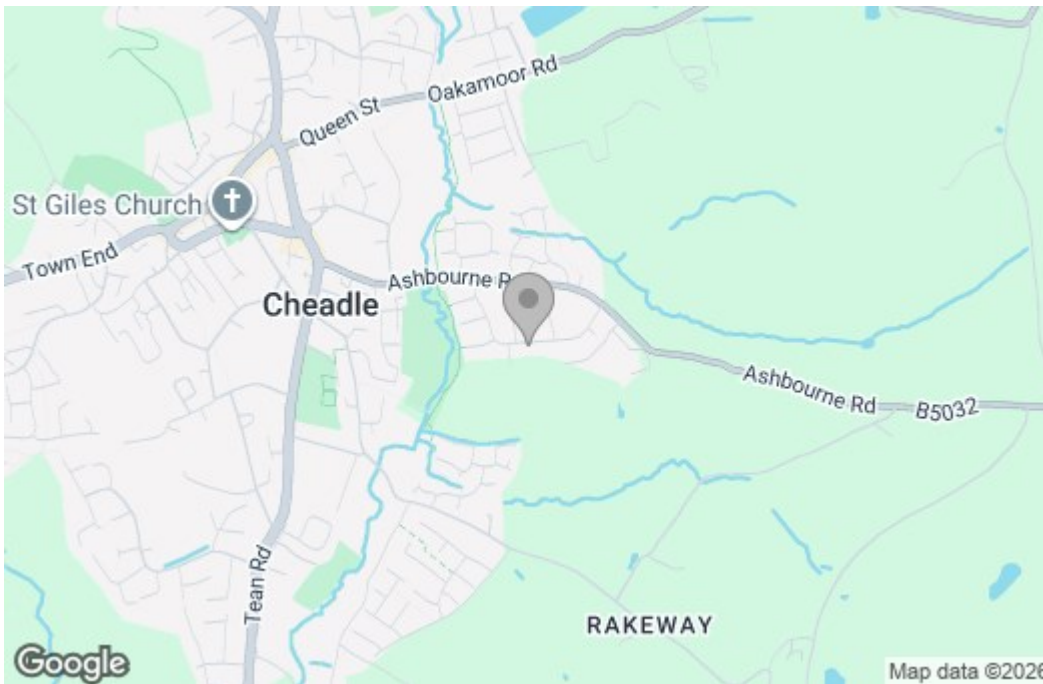 Oakamoor Rd
Queen St
St Giles Church
Town End
Ashbourne R
Cheadle
Ashbourne Rd
B5032
Tean Rd
RAKEWAY
Google
Map data ©2026